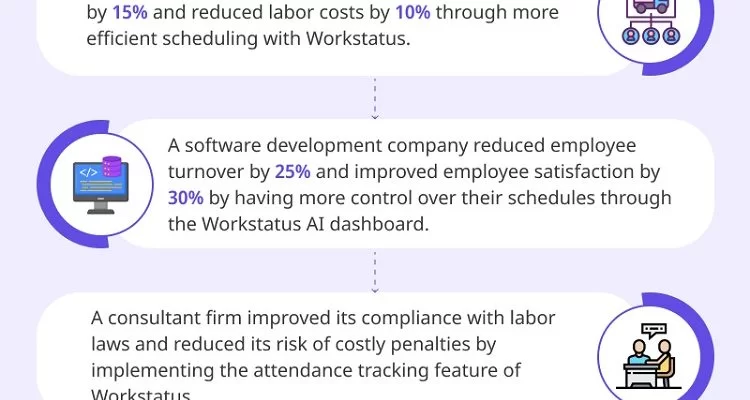 by 15% and reduced labor costs by 10% through more
efficient scheduling with Workstatus.
A software development company reduced employee
turnover by 25% and improved employee satisfaction by
30% by having more control over their schedules through
the Workstatus AI dashboard.
A consultant firm improved its compliance with labor
laws and reduced its risk of costly penalties by
implementing the attendance tracking feature of
Workstatus